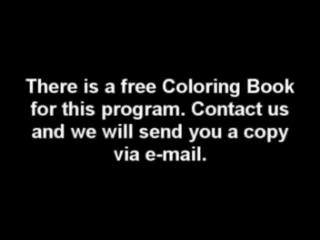 There is a free Coloring Book
for this program. Contact us
and we will send you a copy
via e-mail.